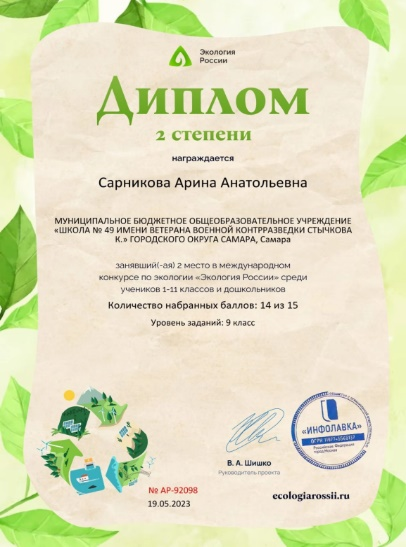 Экология
России
Диплом
2 степени
награждается
Сарникова Арина Анатольевна
МУНИЦИПАЛЬНОЕ БЮДЖЕТНОЕ ОБЩЕОБРАЗОВАТЕЛЬНОЕ УЧРЕЖДЕНИЕ
«ШКОЛА № 49 ИМЕНИ ВЕТЕРАНА ВОЕННОЙ КОНТРРАЗВЕДКИ СТЫЧКОВА
К.» ГОРОДСКОГО ОКРУГА САМАРА, Самара
занявший(-ая) 2 место в международном
конкурсе по экологии «Экология России» среди
учеников 1-11 классов и дошкольников
Количество набранных баллов: 14 из 15
Уровень заданий: 9 класс
«ИНФОЛАВКА»
Российская Федерация
В. А. Шишко
Руководитель проекта
№ АР-92098
19.05.2023
ecologiarossii.ru